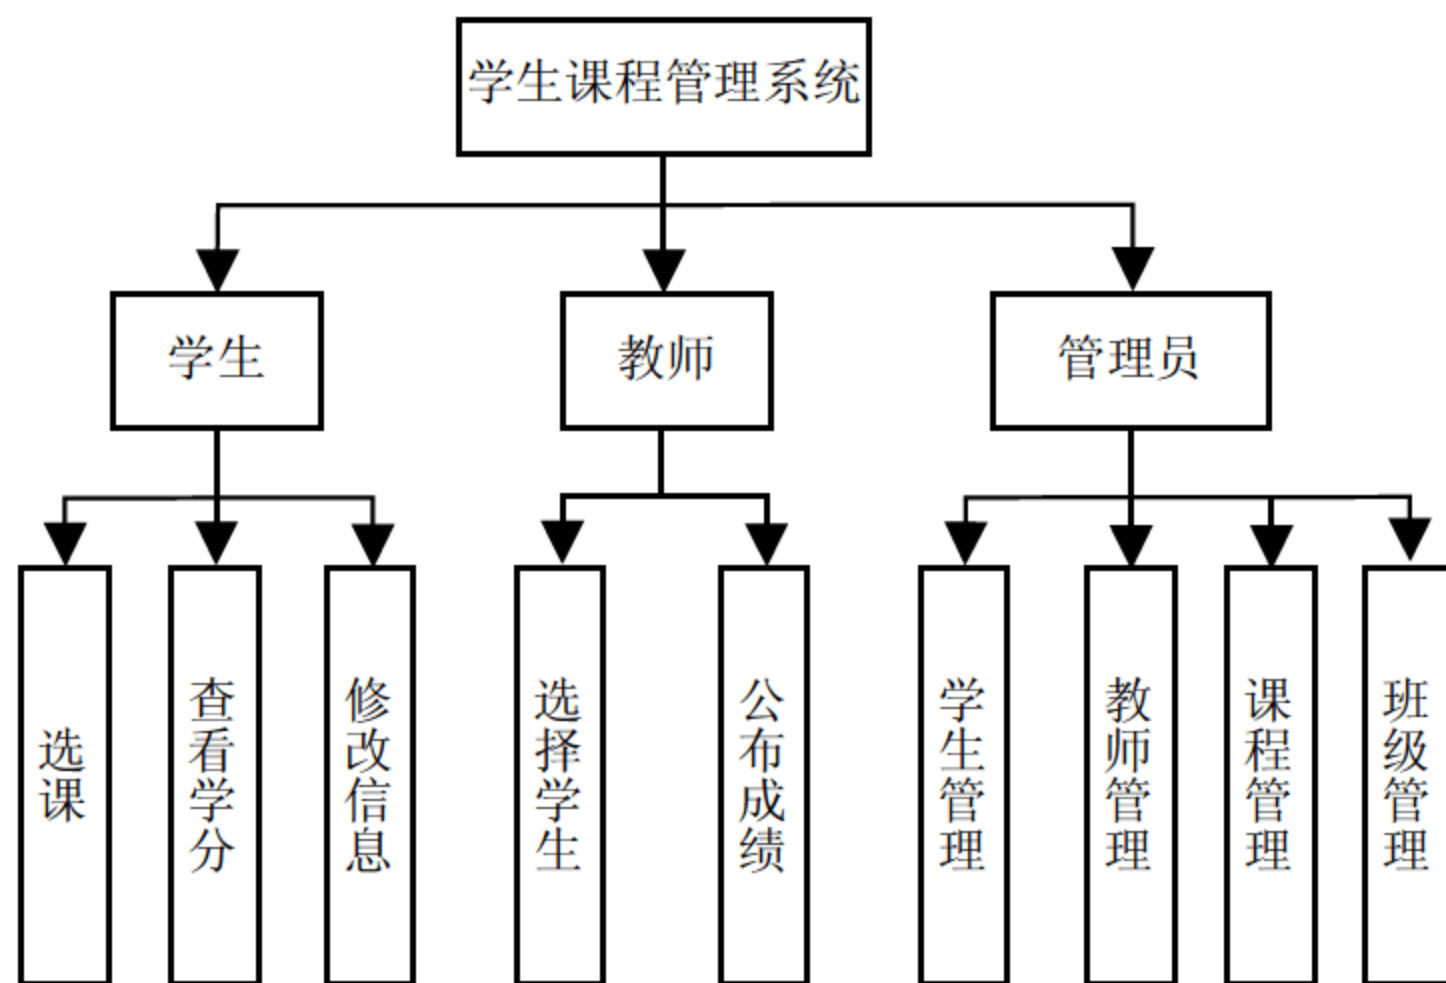 学生课程管理系统
学生
教师
管理员
选课
查看学分
修改信息
选择学生
公布成绩
学生管理
教师管理
课程管理
班级管理